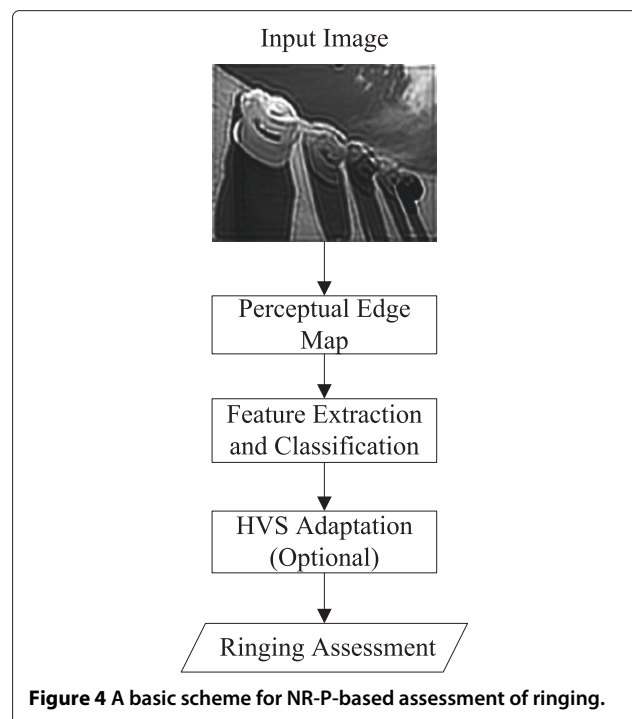 Input Image
Perceptual Edge
Map
Feature Extraction
and Classification
HVS Adaptation
(Optional)
Ringing Assessment
Figure 4 A basic scheme for NR-P-based assessment of ringing.